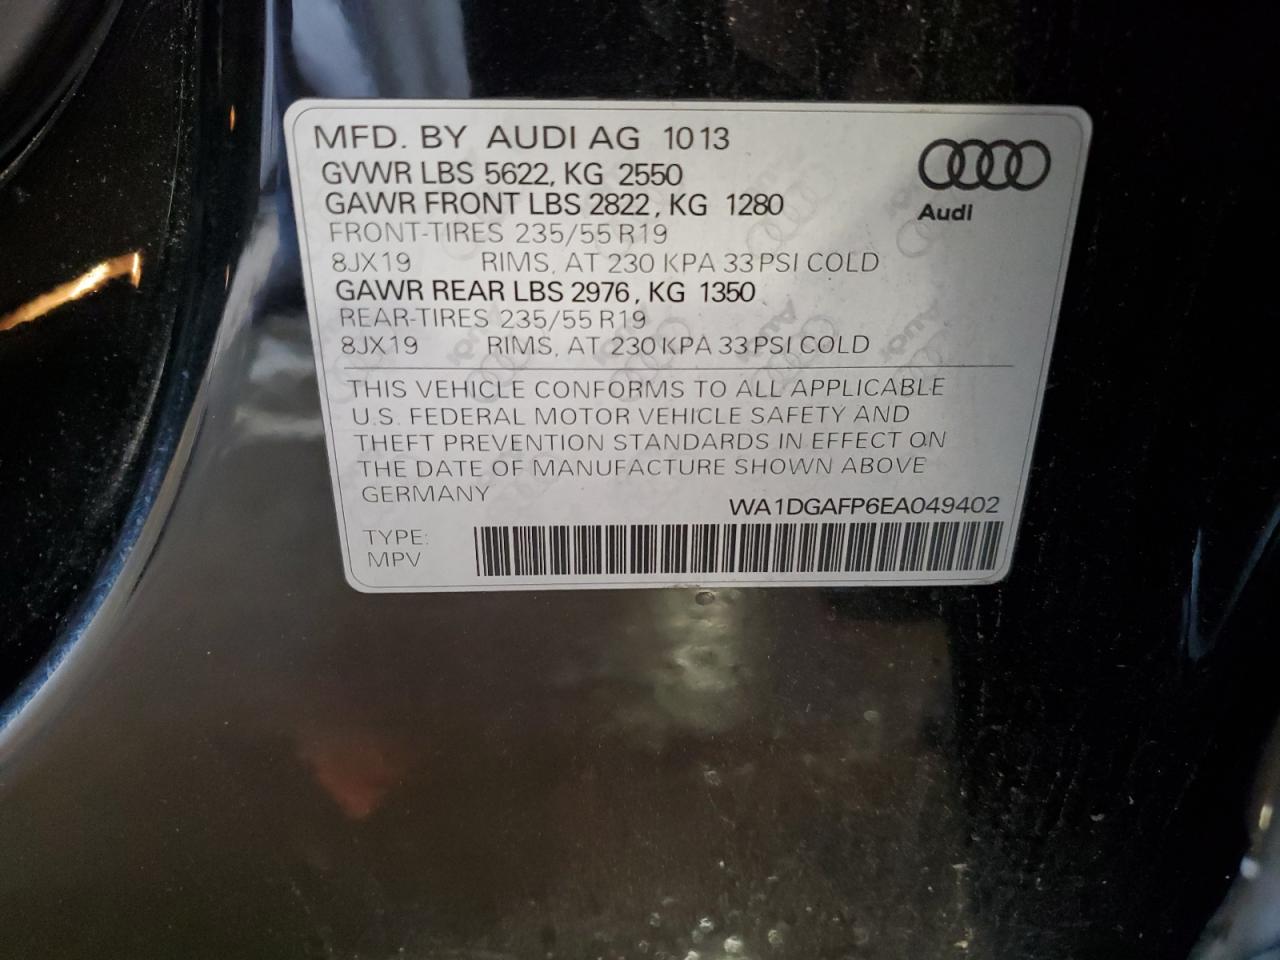 MFD. BY AUDI AG 10 13
GVWR LBS 5622, KG 2550
GAWR FRONT LBS 2822, KG 1280
FRONT-TIRES 235/55 R19
8JX19 RIMS, AT 230 KPA 33 PSI COLD
GAWR REAR LBS 2976, KG 1350
REAR-TIRES 235/55 R19
8JX19 RIMS, AT 230 KPA 33 PSI COLD
Audi
THIS VEHICLE CONFORMS TO ALL APPLICABLE
U.S. FEDERAL MOTOR VEHICLE SAFETY AND
THEFT PREVENTION STANDARDS IN EFFECT ON
THE DATE OF MANUFACTURE SHOWN ABOVE
GERMANY
WA1DGAFP6EA049402
TYPE:
MPV